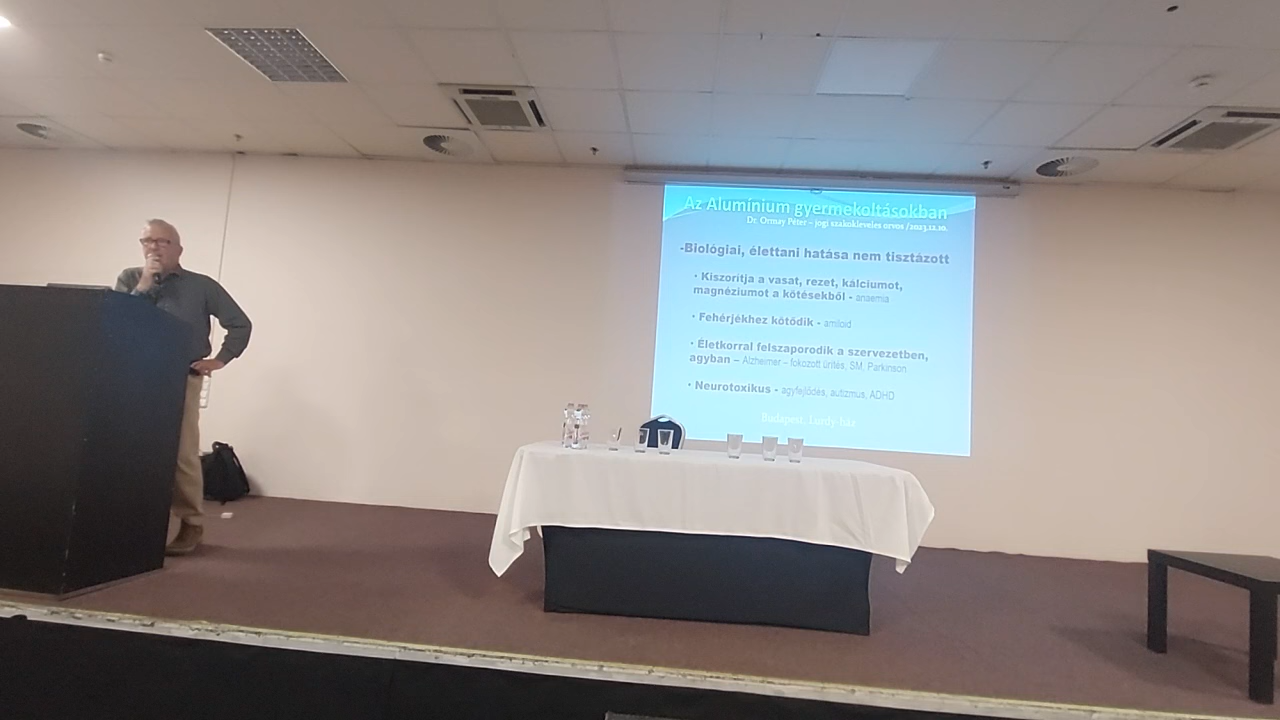 Az Alumínium gyermekoltásokban
Dr. Ormay Péter – jogi szakokleveles orvos /2023.12.10.
-Biológiai, élettani hatása nem tisztázott
• Kiszorítja a vasat, rezet, kálciumot,
magnéziumot a kötésekből - anaemia
• Fehérjékhez kötődik - amiloid
• Életkorral felszaporodik a szervezetben,
agyban – Alzheimer – fokozott ürítés, SM, Parkinson
• Neurotoxikus - agyfejlődés, autizmus, ADHD
Budapest, Lurdy ház